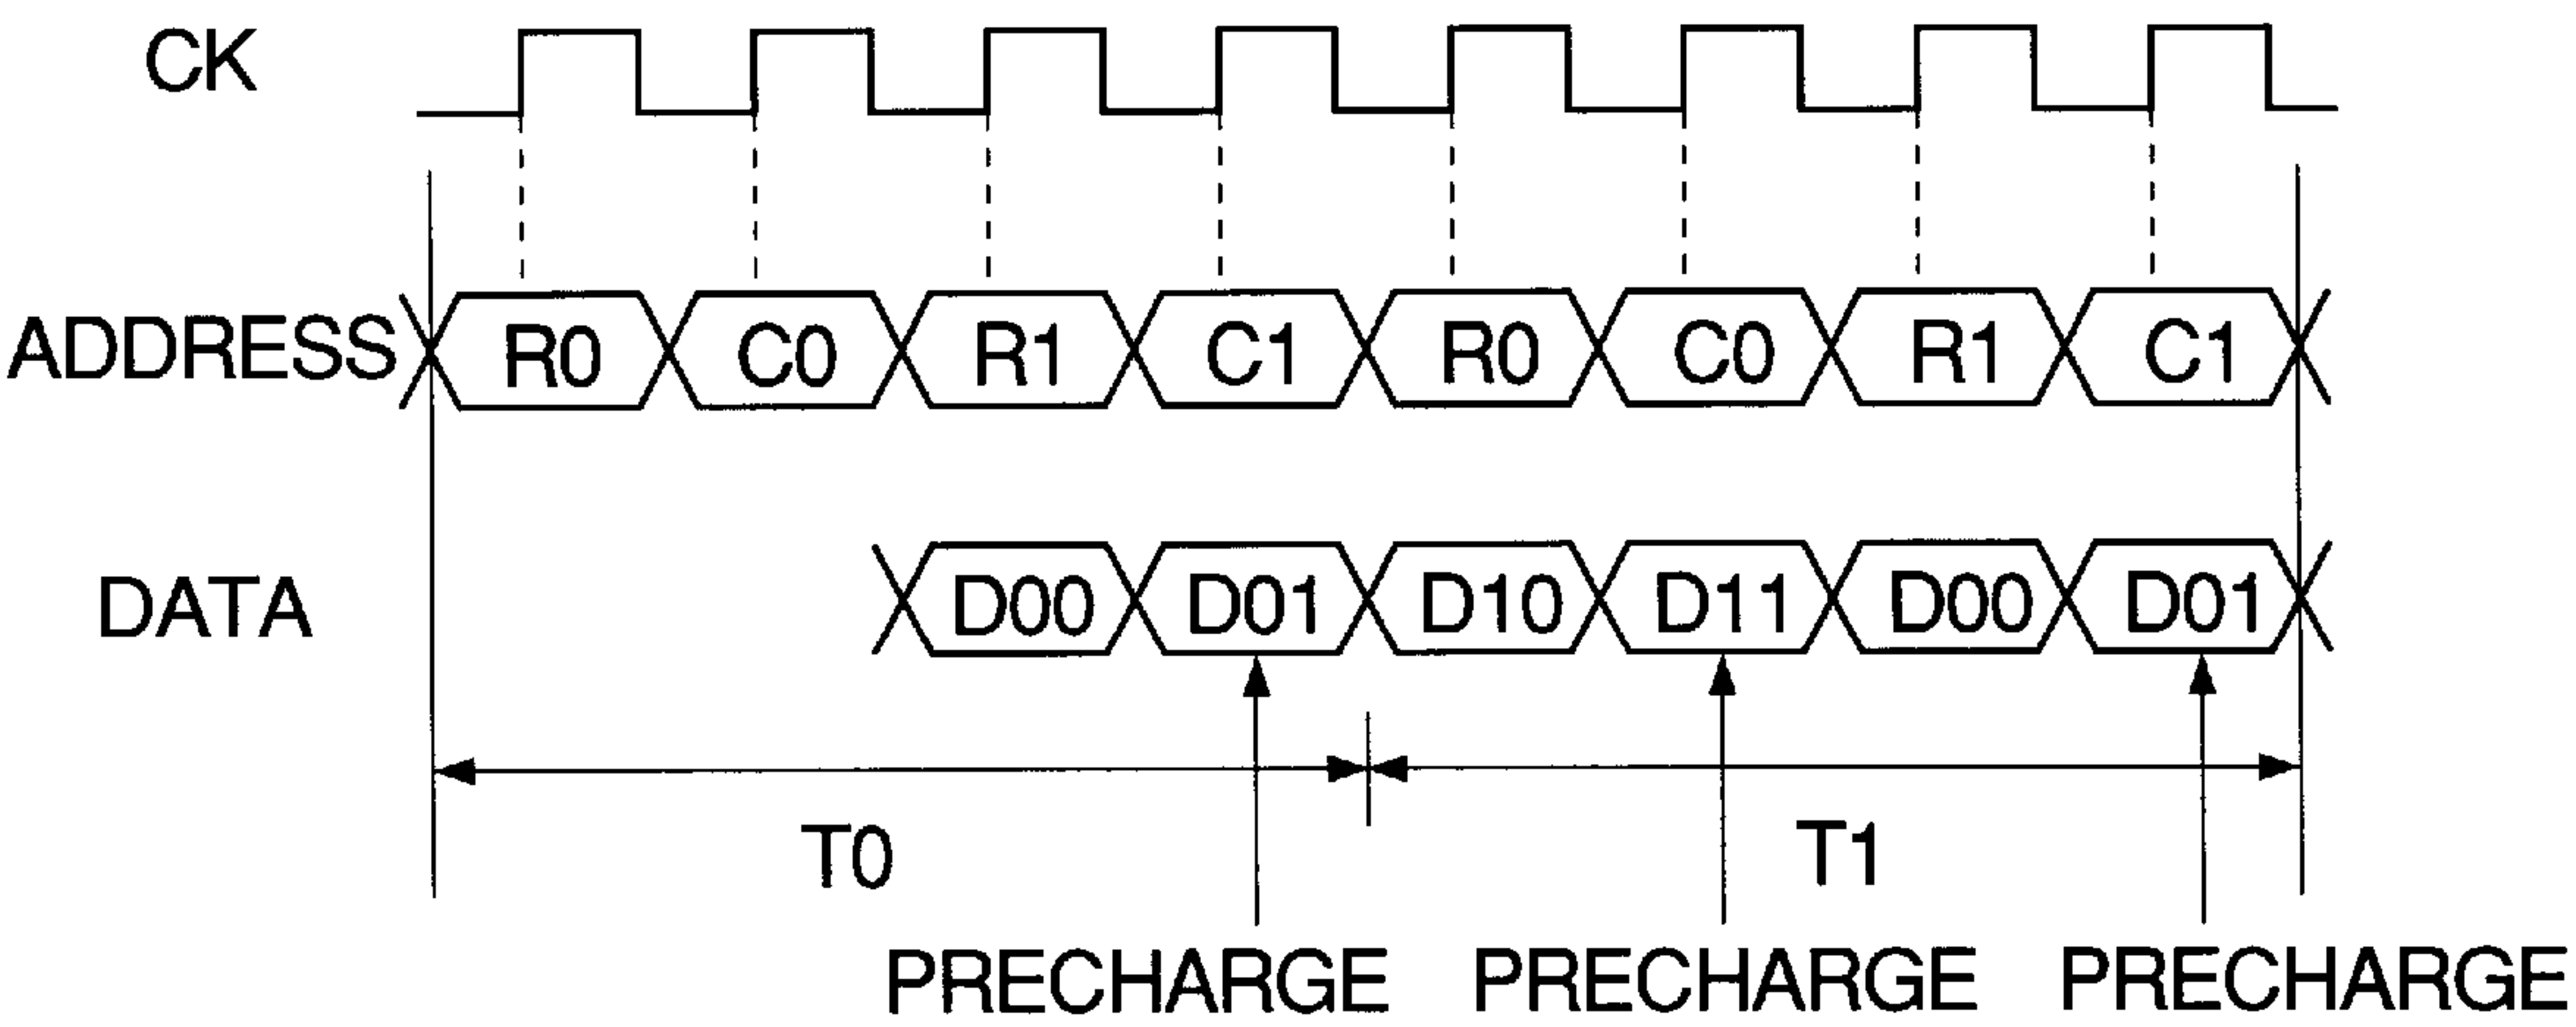 CK
ADDRESS R0 C0 R1 C1 R0 C0 R1 C1
DATA D00 D01 D10 D11 D00 D01
T0 T1
PRECHARGE PRECHARGE PRECHARGE